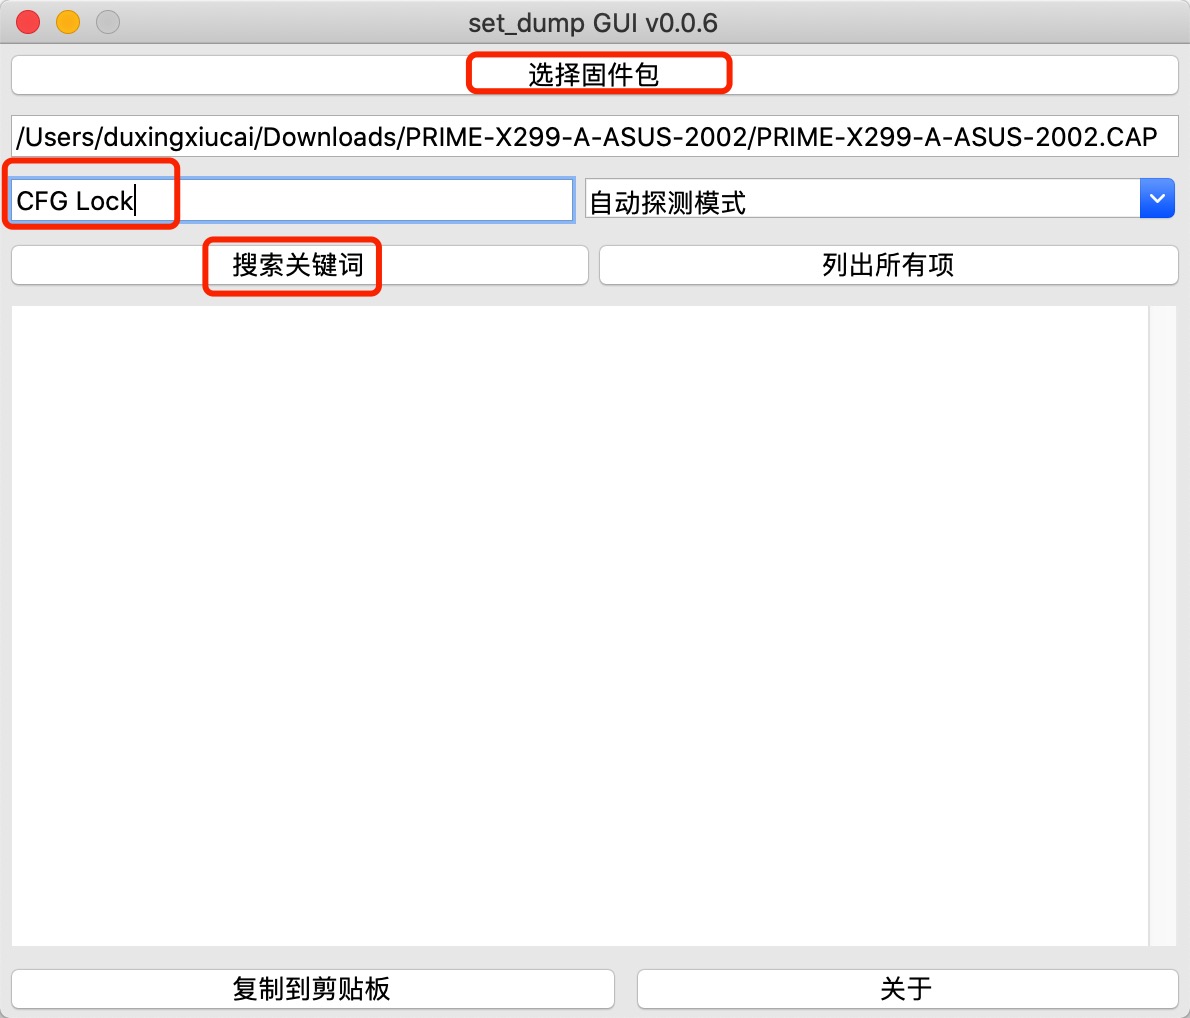 set_dump GUI v0.0.6
选择固件包
/Users/duxingxiucai/Downloads/PRIME-X299-A-ASUS-2002/PRIME-X299-A-ASUS-2002.CAP
CFG Lock
自动探测模式
搜索关键词
列出所有项
复制到剪贴板
关于